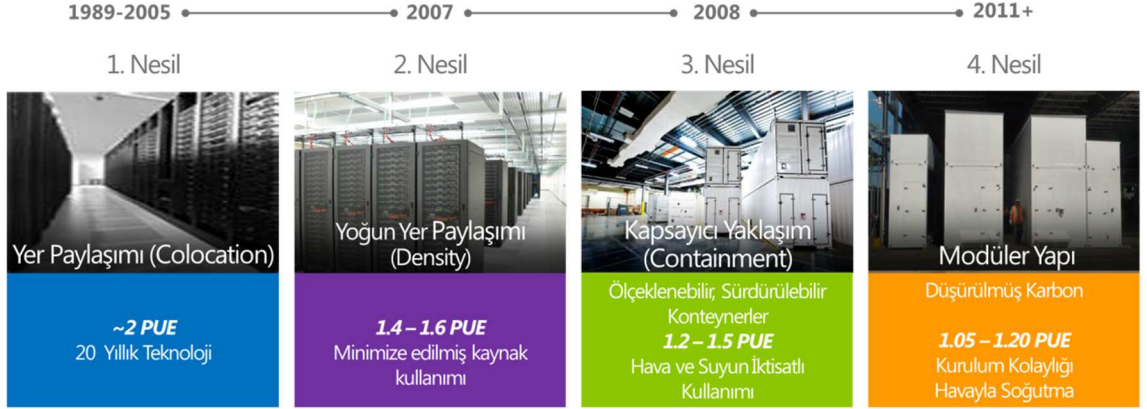 1989-2005
2007
2008
2011+
1. Nesil
2. Nesil
3. Nesil
4. Nesil
Yer Paylaşımı (Colocation)
~2 PUE
20 Yıllık Teknoloji
Yoğun Yer Paylaşımı
(Density)
1.4 – 1.6 PUE
Minimize edilmiş kaynak
kullanımı
Kapsayıcı Yaklaşım
(Containment)
Ölçeklenebilir, Sürdürülebilir
Konteynerler
1.2 – 1.5 PUE
Hava ve Suyun İktisatlı
Kullanımı
Modüler Yapı
Düşürülmüş Karbon
1.05 – 1.20 PUE
Kurulum Kolaylığı
Havayla Soğutma